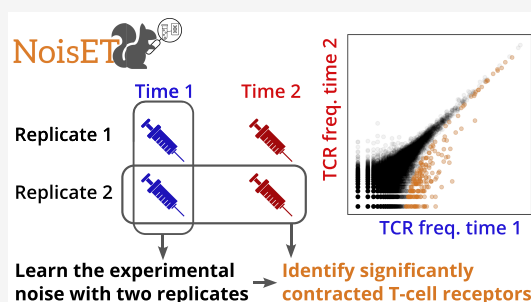 NoisET
Time 1
Time 2
Replicate 1
Replicate 2
TCR freq. time 2
TCR freq. time 1
Learn the experimental
noise with two replicates
Identify significantly
contracted T-cell receptors